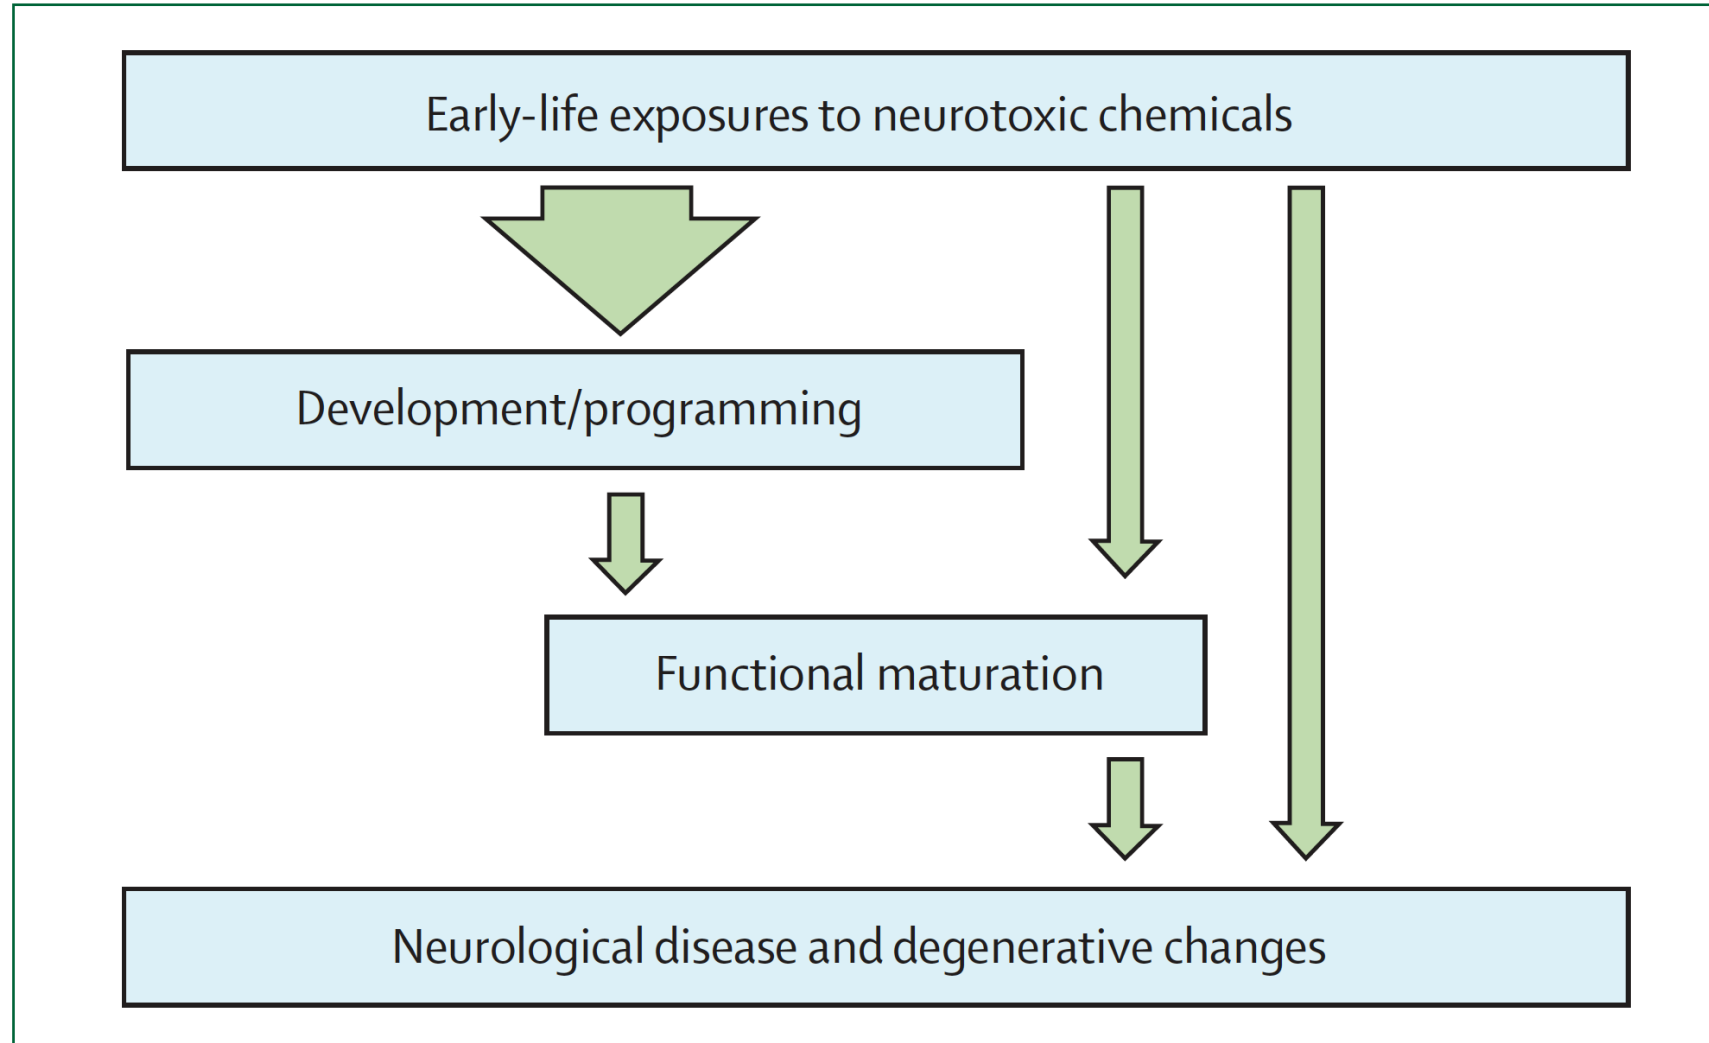 Early-life exposures to neurotoxic chemicals
Development/programming
Functional maturation
Neurological disease and degenerative changes